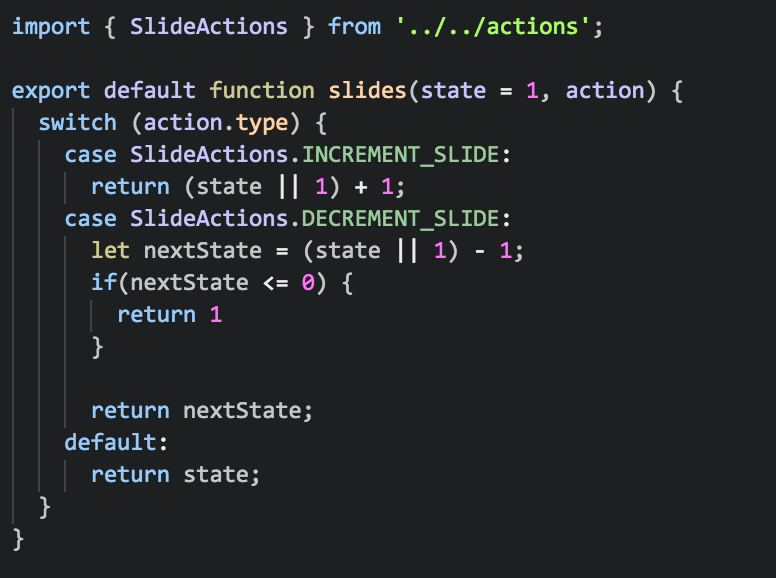 import { SlideActions } from '../../actions';

export default function slides(state = 1, action) {
  switch (action.type) {
    case SlideActions.INCREMENT_SLIDE:
      return (state || 1) + 1;
    case SlideActions.DECREMENT_SLIDE:
      let nextState = (state || 1) - 1;
      if(nextState <= 0) {
        return 1
      }

      return nextState;
    default:
      return state;
  }
}